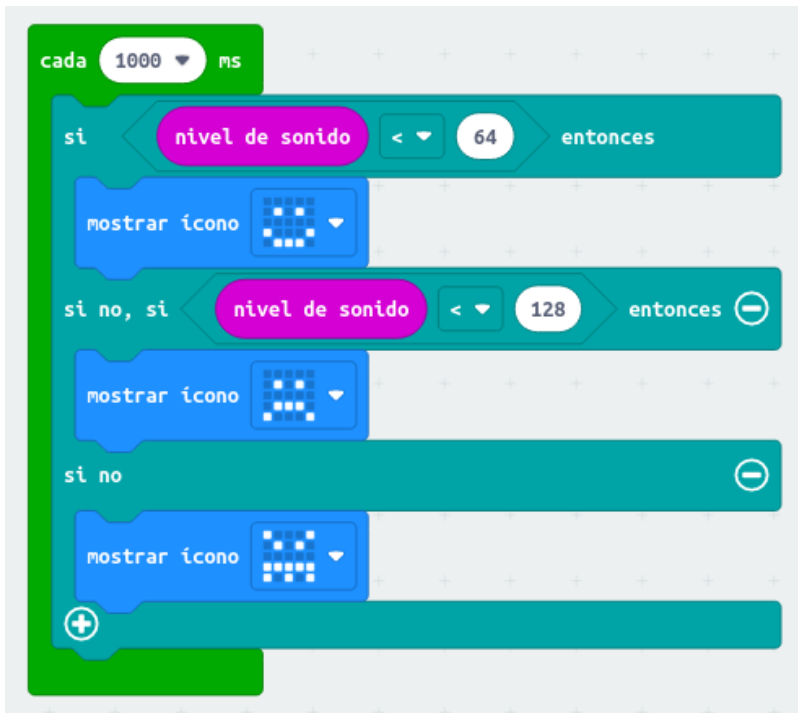 cada 1000 ms
si nivel de sonido < 64 entonces
mostrar ícono
si no, si nivel de sonido < 128 entonces
mostrar ícono
si no
mostrar ícono